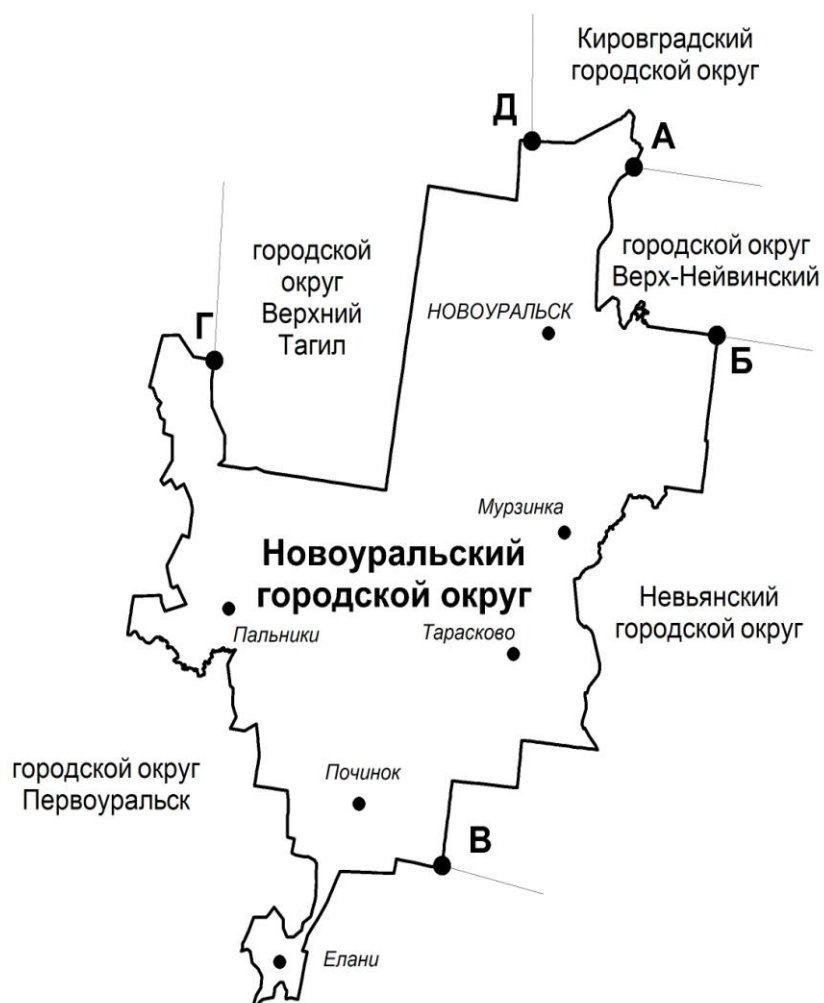 Кировградский
городской округ
Д
А
городской
округ
Верхний
Тагил
городской округ
Верх-Нейвинский
НОВОУРАЛЬСК
Г
Б
Мурзинка
Новоуральский
городской округ
Невьянский
городской округ
Пальники
Тарасково
городской округ
Первоуральск
Починок
В
Елани